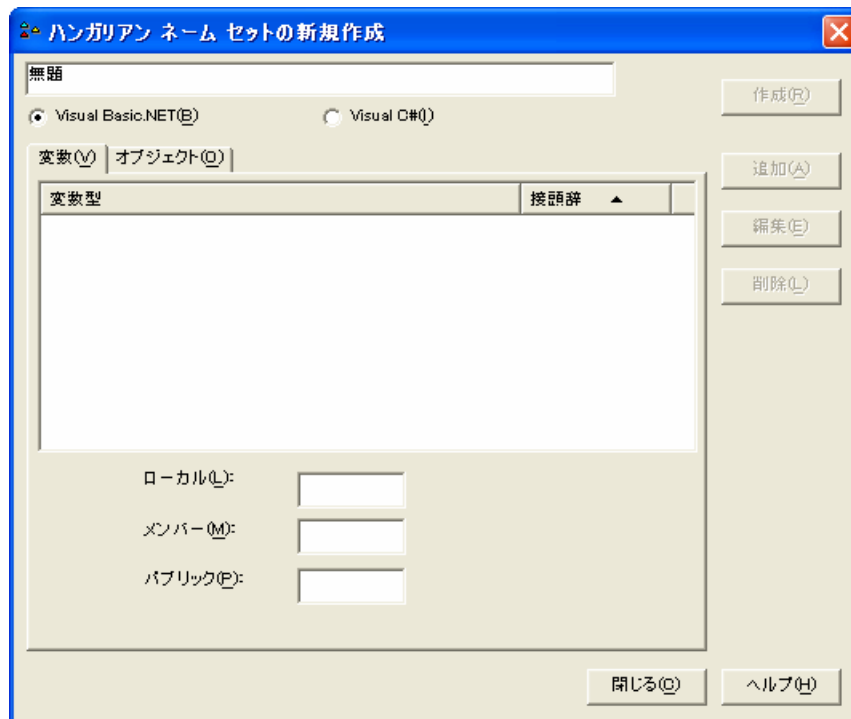 ハンガリアン ネーム セットの新規作成
無題
作成(R)
Visual Basic.NET(B) Visual C#(I)
変数(V) オブジェクト(O)
追加(A)
変数型 接頭辞
編集(E)
削除(L)
ローカル(L):
メンバー(M):
パブリック(P):
閉じる(C) ヘルプ(H)